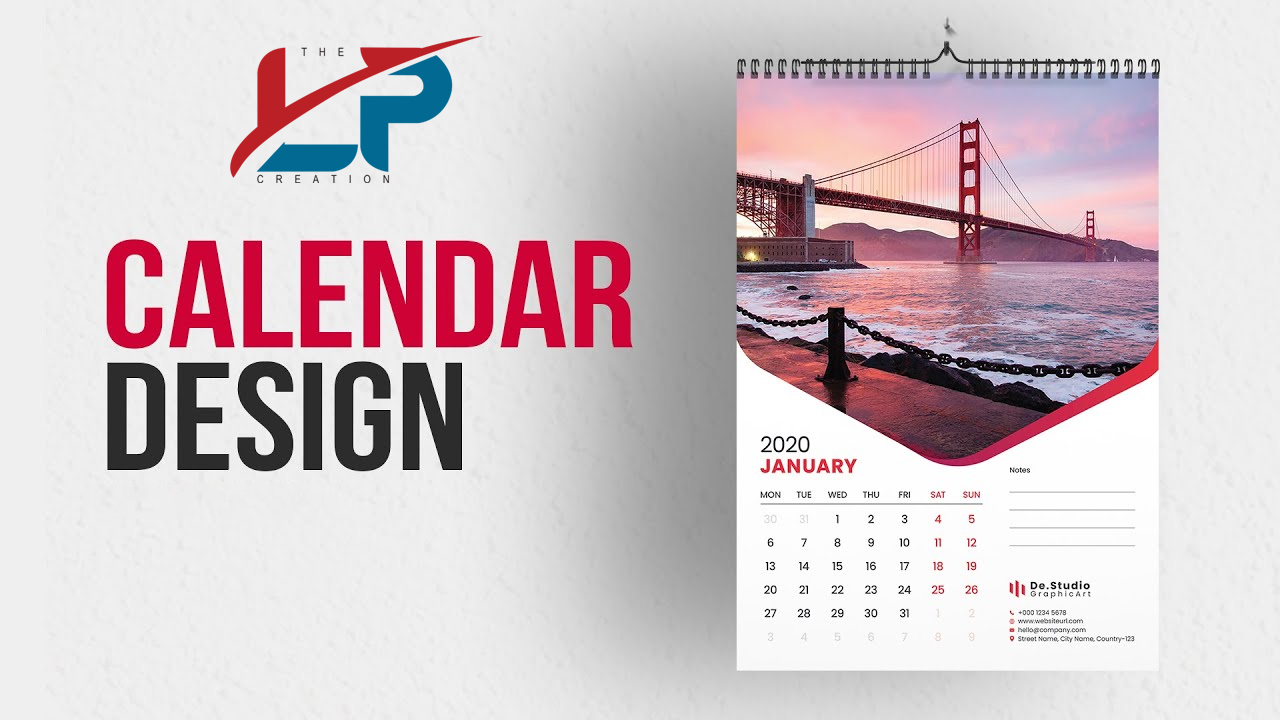 THE
LP
CREATION
CALENDAR
DESIGN
2020
JANUARY
MON TUE WED THU FRI SAT SUN
30 31 1 2 3 4 5
6 7 8 9 10 11 12
13 14 15 16 17 18 19
20 21 22 23 24 25 26
27 28 29 30 31 1 2
3 4 5 6 7 8 9
Notes
De.Studio
GraphicArt
+000 1234 5678
www.websiteurl.com
hello@company.com
Street Name, City Name, Country-123